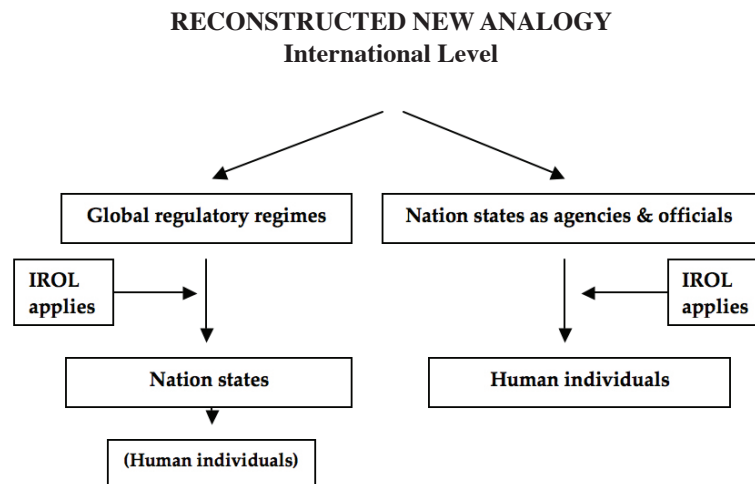 RECONSTRUCTED NEW ANALOGY
International Level
Global regulatory regimes
Nation states as agencies & officials
IROL
applies
IROL
applies
Nation states
Human individuals
(Human individuals)